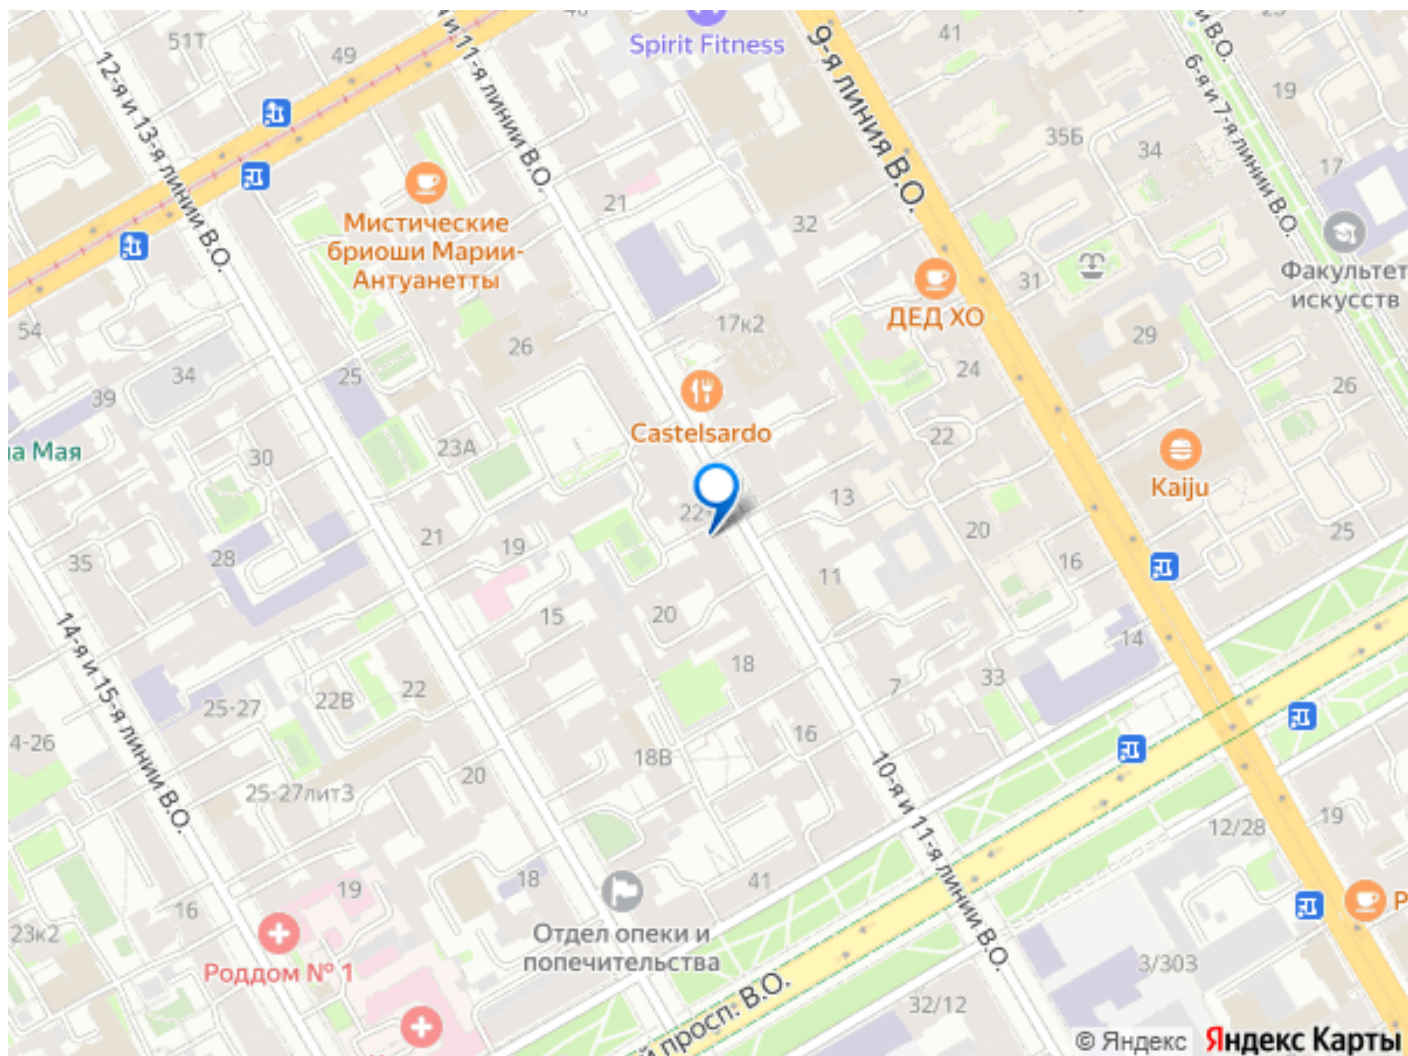 51Т
49
46
Spirit Fitness
41
19
12-я и 13-я линии В.О.
и 11-я линии В.О.
9-я линия В.О.
6-я и 7-я линии В.О.
В.О.
35Б
34
17
21
32
Мистические
бриоши Марии-
Антуанетты
Факультет
искусств
31
ДЕД ХО
54
17к2
29
26
34
25
24
26
39
Castelsardo
22
23А
а Мая
30
Kaiju
13
22
20
25
21
19
28
35
16
11
15
20
14-я и 15-я линии В.О.
14
18
33
7
22В
22
25-27
4-26
16
18В
20
10-я и 11-я линии В.О.
25-27лит3
19
12/28
41
18
19
16
Р
23к2
Отдел опеки и
попечительства
Роддом № 1
3/303
й просп. В.О.
32/12
© Яндекс Яндекс Карты